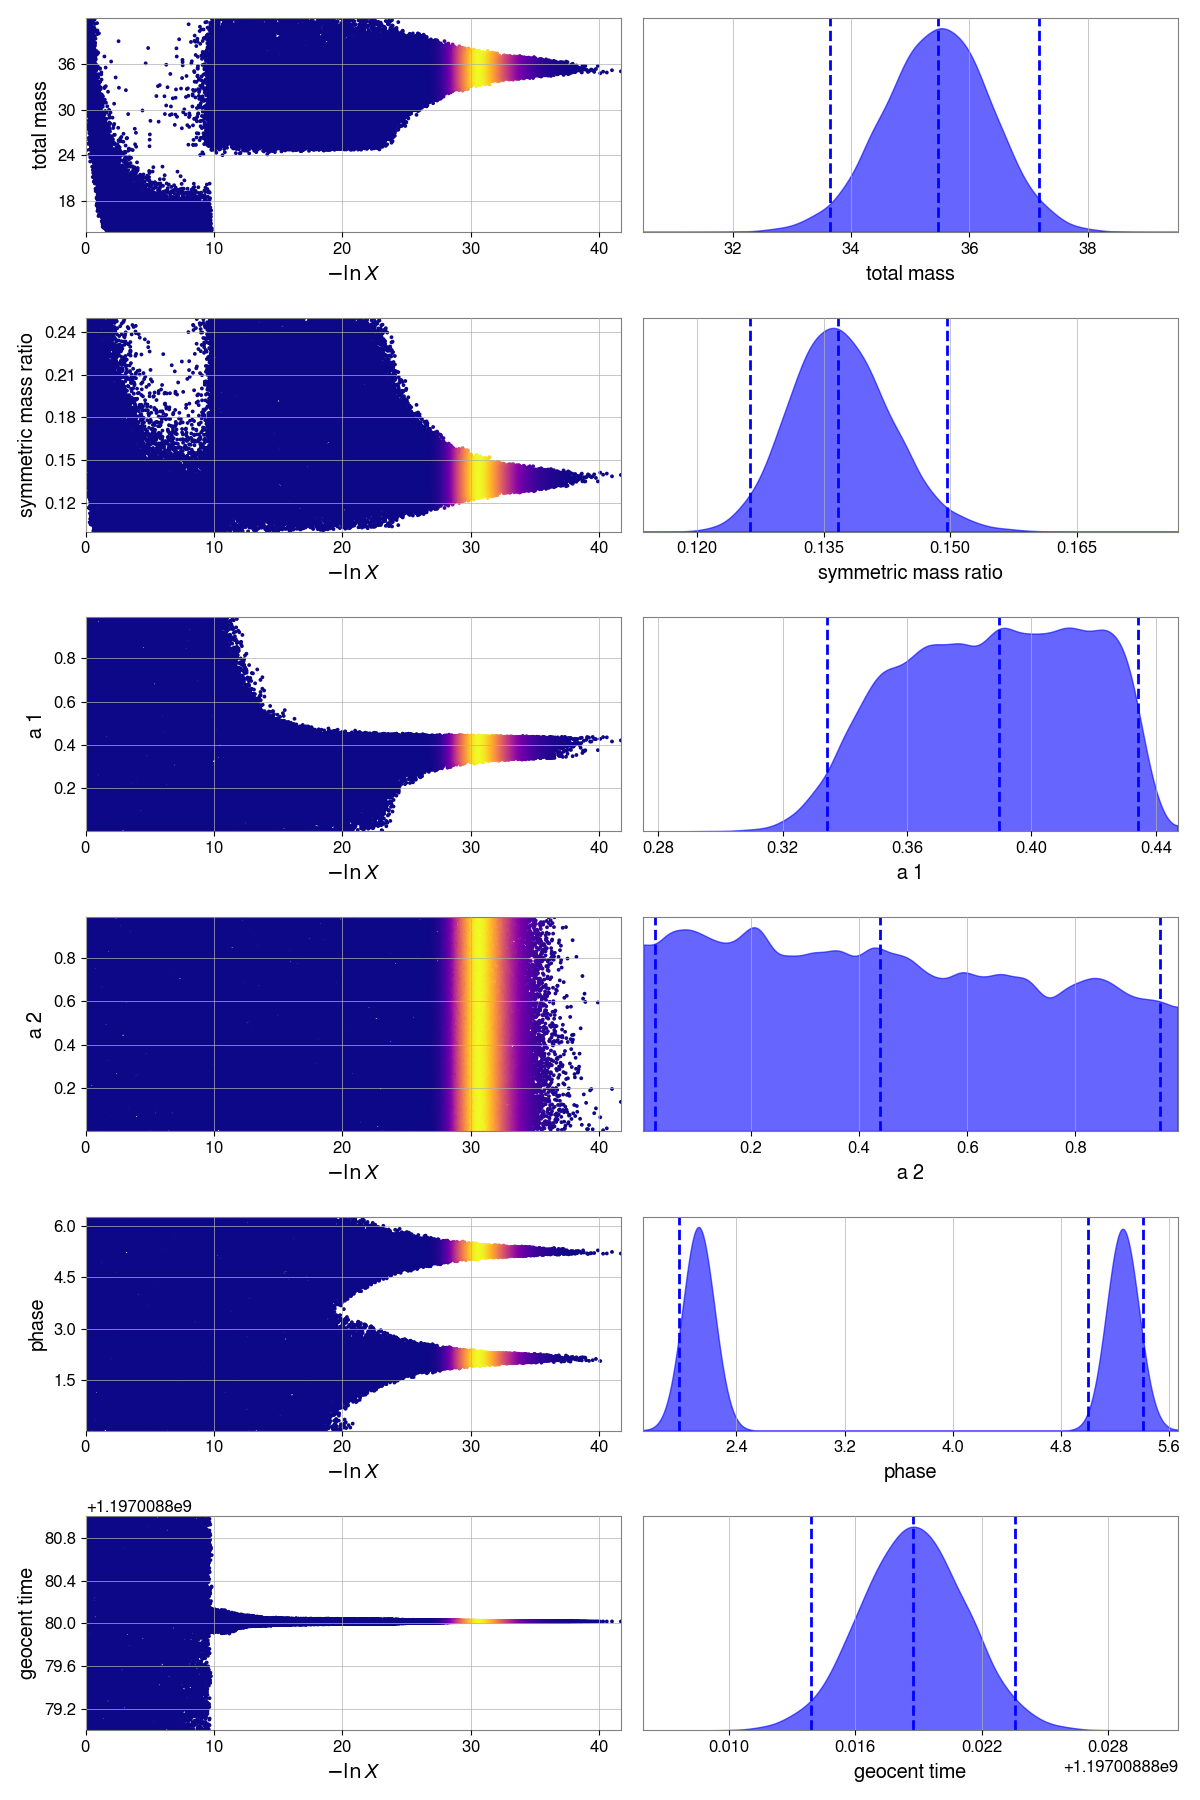 36
30
24
18
total mass
0 10 20 30 40
−ln X
32 34 36 38
total mass
0.24
0.21
0.18
0.15
0.12
symmetric mass ratio
0 10 20 30 40
−ln X
0.120 0.135 0.150 0.165
symmetric mass ratio
0.8
0.6
0.4
0.2
a 1
0 10 20 30 40
−ln X
0.28 0.32 0.36 0.40 0.44
a 1
0.8
0.6
0.4
0.2
a 2
0 10 20 30 40
−ln X
0.2 0.4 0.6 0.8
a 2
6.0
4.5
3.0
1.5
phase
0 10 20 30 40
−ln X
2.4 3.2 4.0 4.8 5.6
phase
+1.1970088e9
80.8
80.4
80.0
79.6
79.2
geocent time
0 10 20 30 40
−ln X
0.010 0.016 0.022 0.028
+1.19700888e9
geocent time